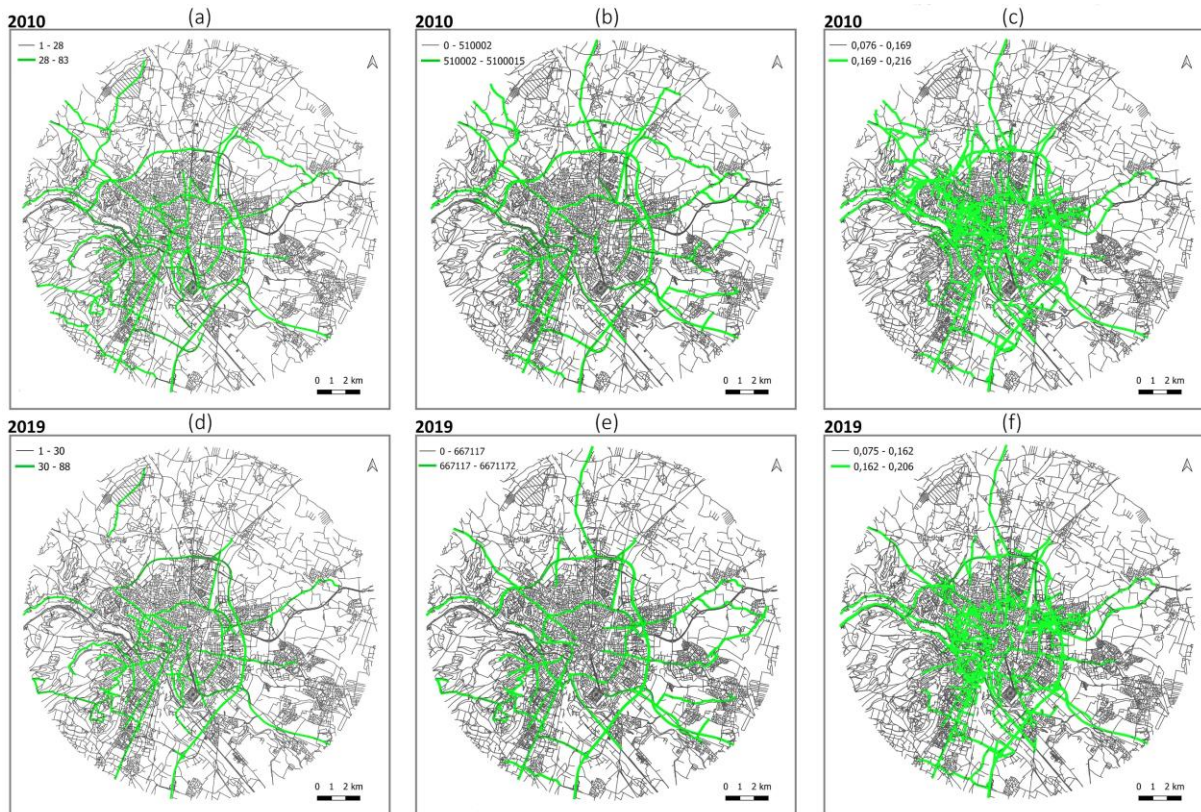 (a)
(b)
(c)
2010
2010
2010
1 - 28
28 - 83
0 - 510002
510002 - 5100015
0,076 - 0,169
0,169 - 0,216
0 1 2 km
0 1 2 km
0 1 2 km
(d)
(e)
(f)
2019
2019
2019
1 - 30
30 - 88
0 - 667117
667117 - 6671172
0,075 - 0,162
0,162 - 0,206
0 1 2 km
0 1 2 km
0 1 2 km